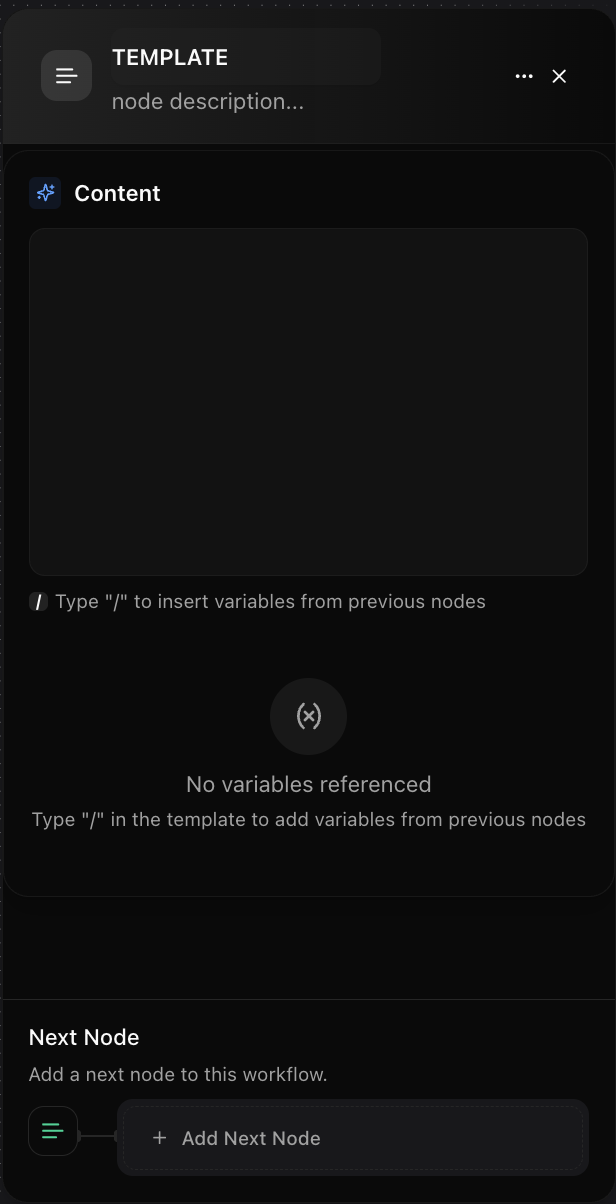 TEMPLATE
node description...
Content
/ Type "/" to insert variables from previous nodes
(x)
No variables referenced
Type "/" in the template to add variables from previous nodes
Next Node
Add a next node to this workflow.
+ Add Next Node